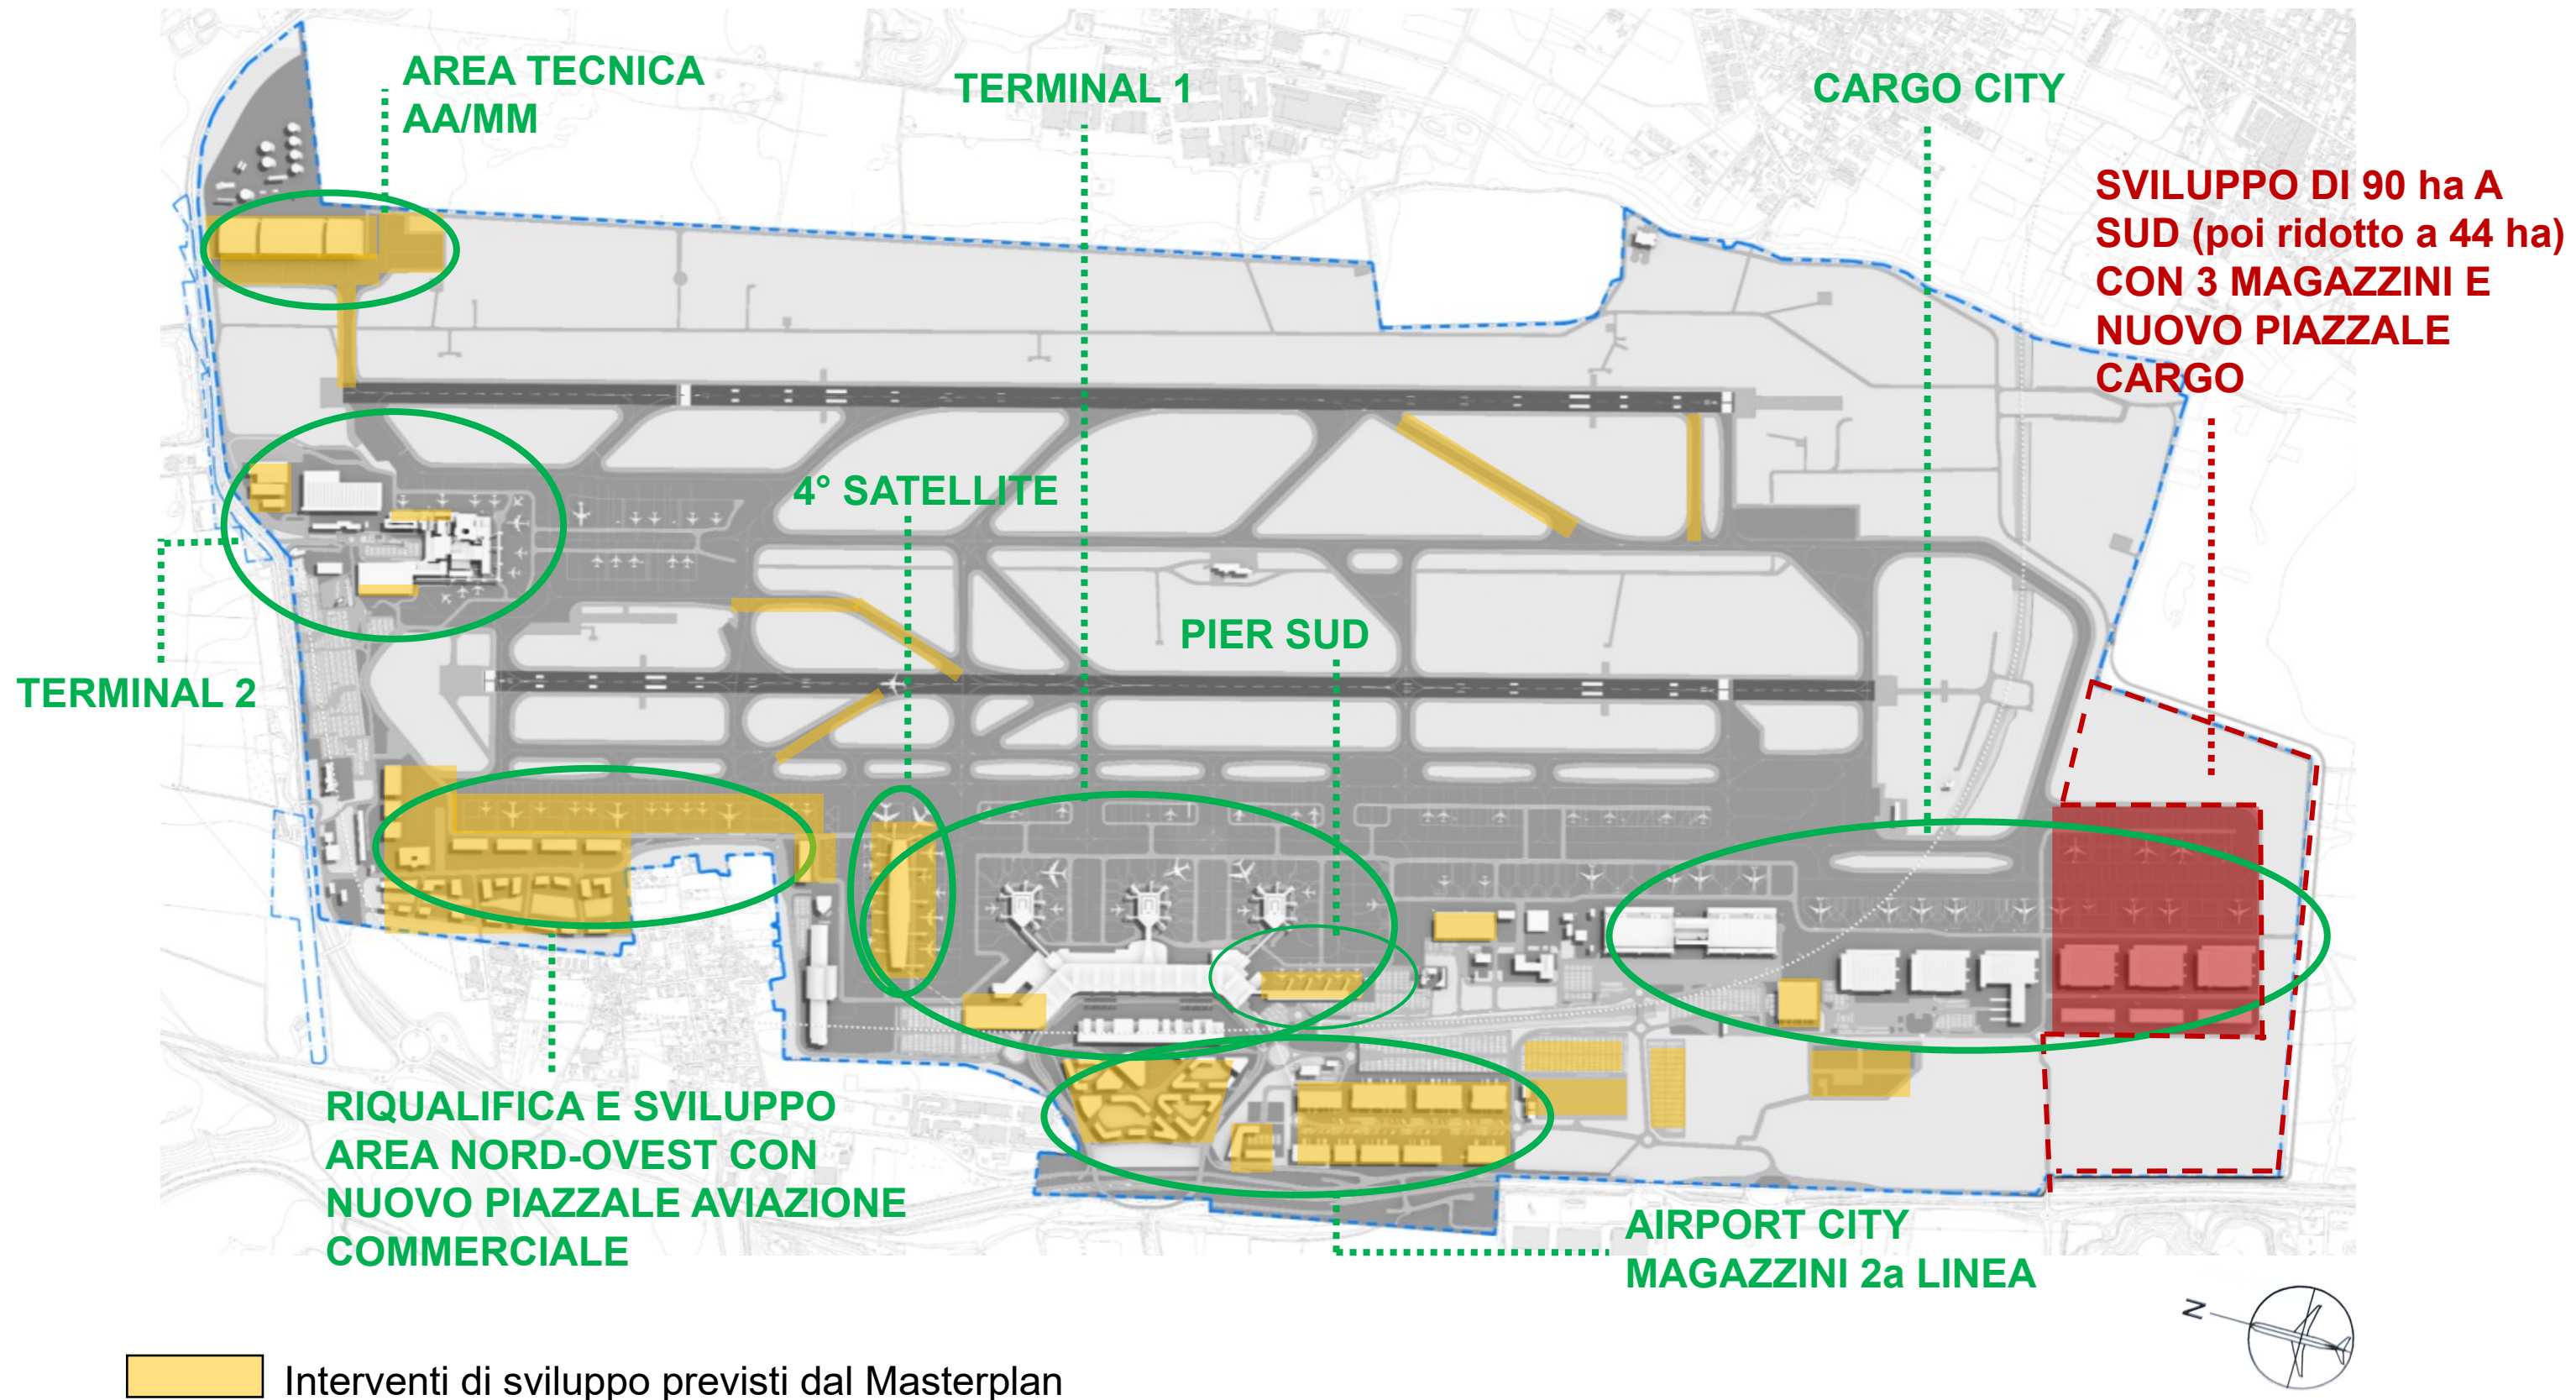 AREA TECNICA
AA/MM
TERMINAL 1
CARGO CITY
SVILUPPO DI 90 ha A
SUD (poi ridotto a 44 ha)
CON 3 MAGAZZINI E
NUOVO PIAZZALE
CARGO
4° SATELLITE
PIER SUD
TERMINAL 2
RIQUALIFICA E SVILUPPO
AREA NORD-OVEST CON
NUOVO PIAZZALE AVIAZIONE
COMMERCIALE
AIRPORT CITY
MAGAZZINI 2a LINEA
N
Interventi di sviluppo previsti dal Masterplan